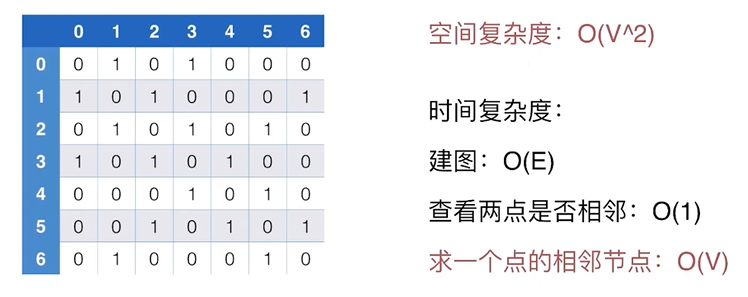 0 1 2 3 4 5 6
0 0 1 0 1 0 0 0
1 1 0 1 0 0 0 1
2 0 1 0 1 0 1 0
3 1 0 1 0 1 0 0
4 0 0 0 1 0 1 0
5 0 0 1 0 1 0 1
6 0 1 0 0 0 1 0
空间复杂度：O(V^2)
时间复杂度：
建图：O(E)
查看两点是否相邻：O(1)
求一个点的相邻节点：O(V)